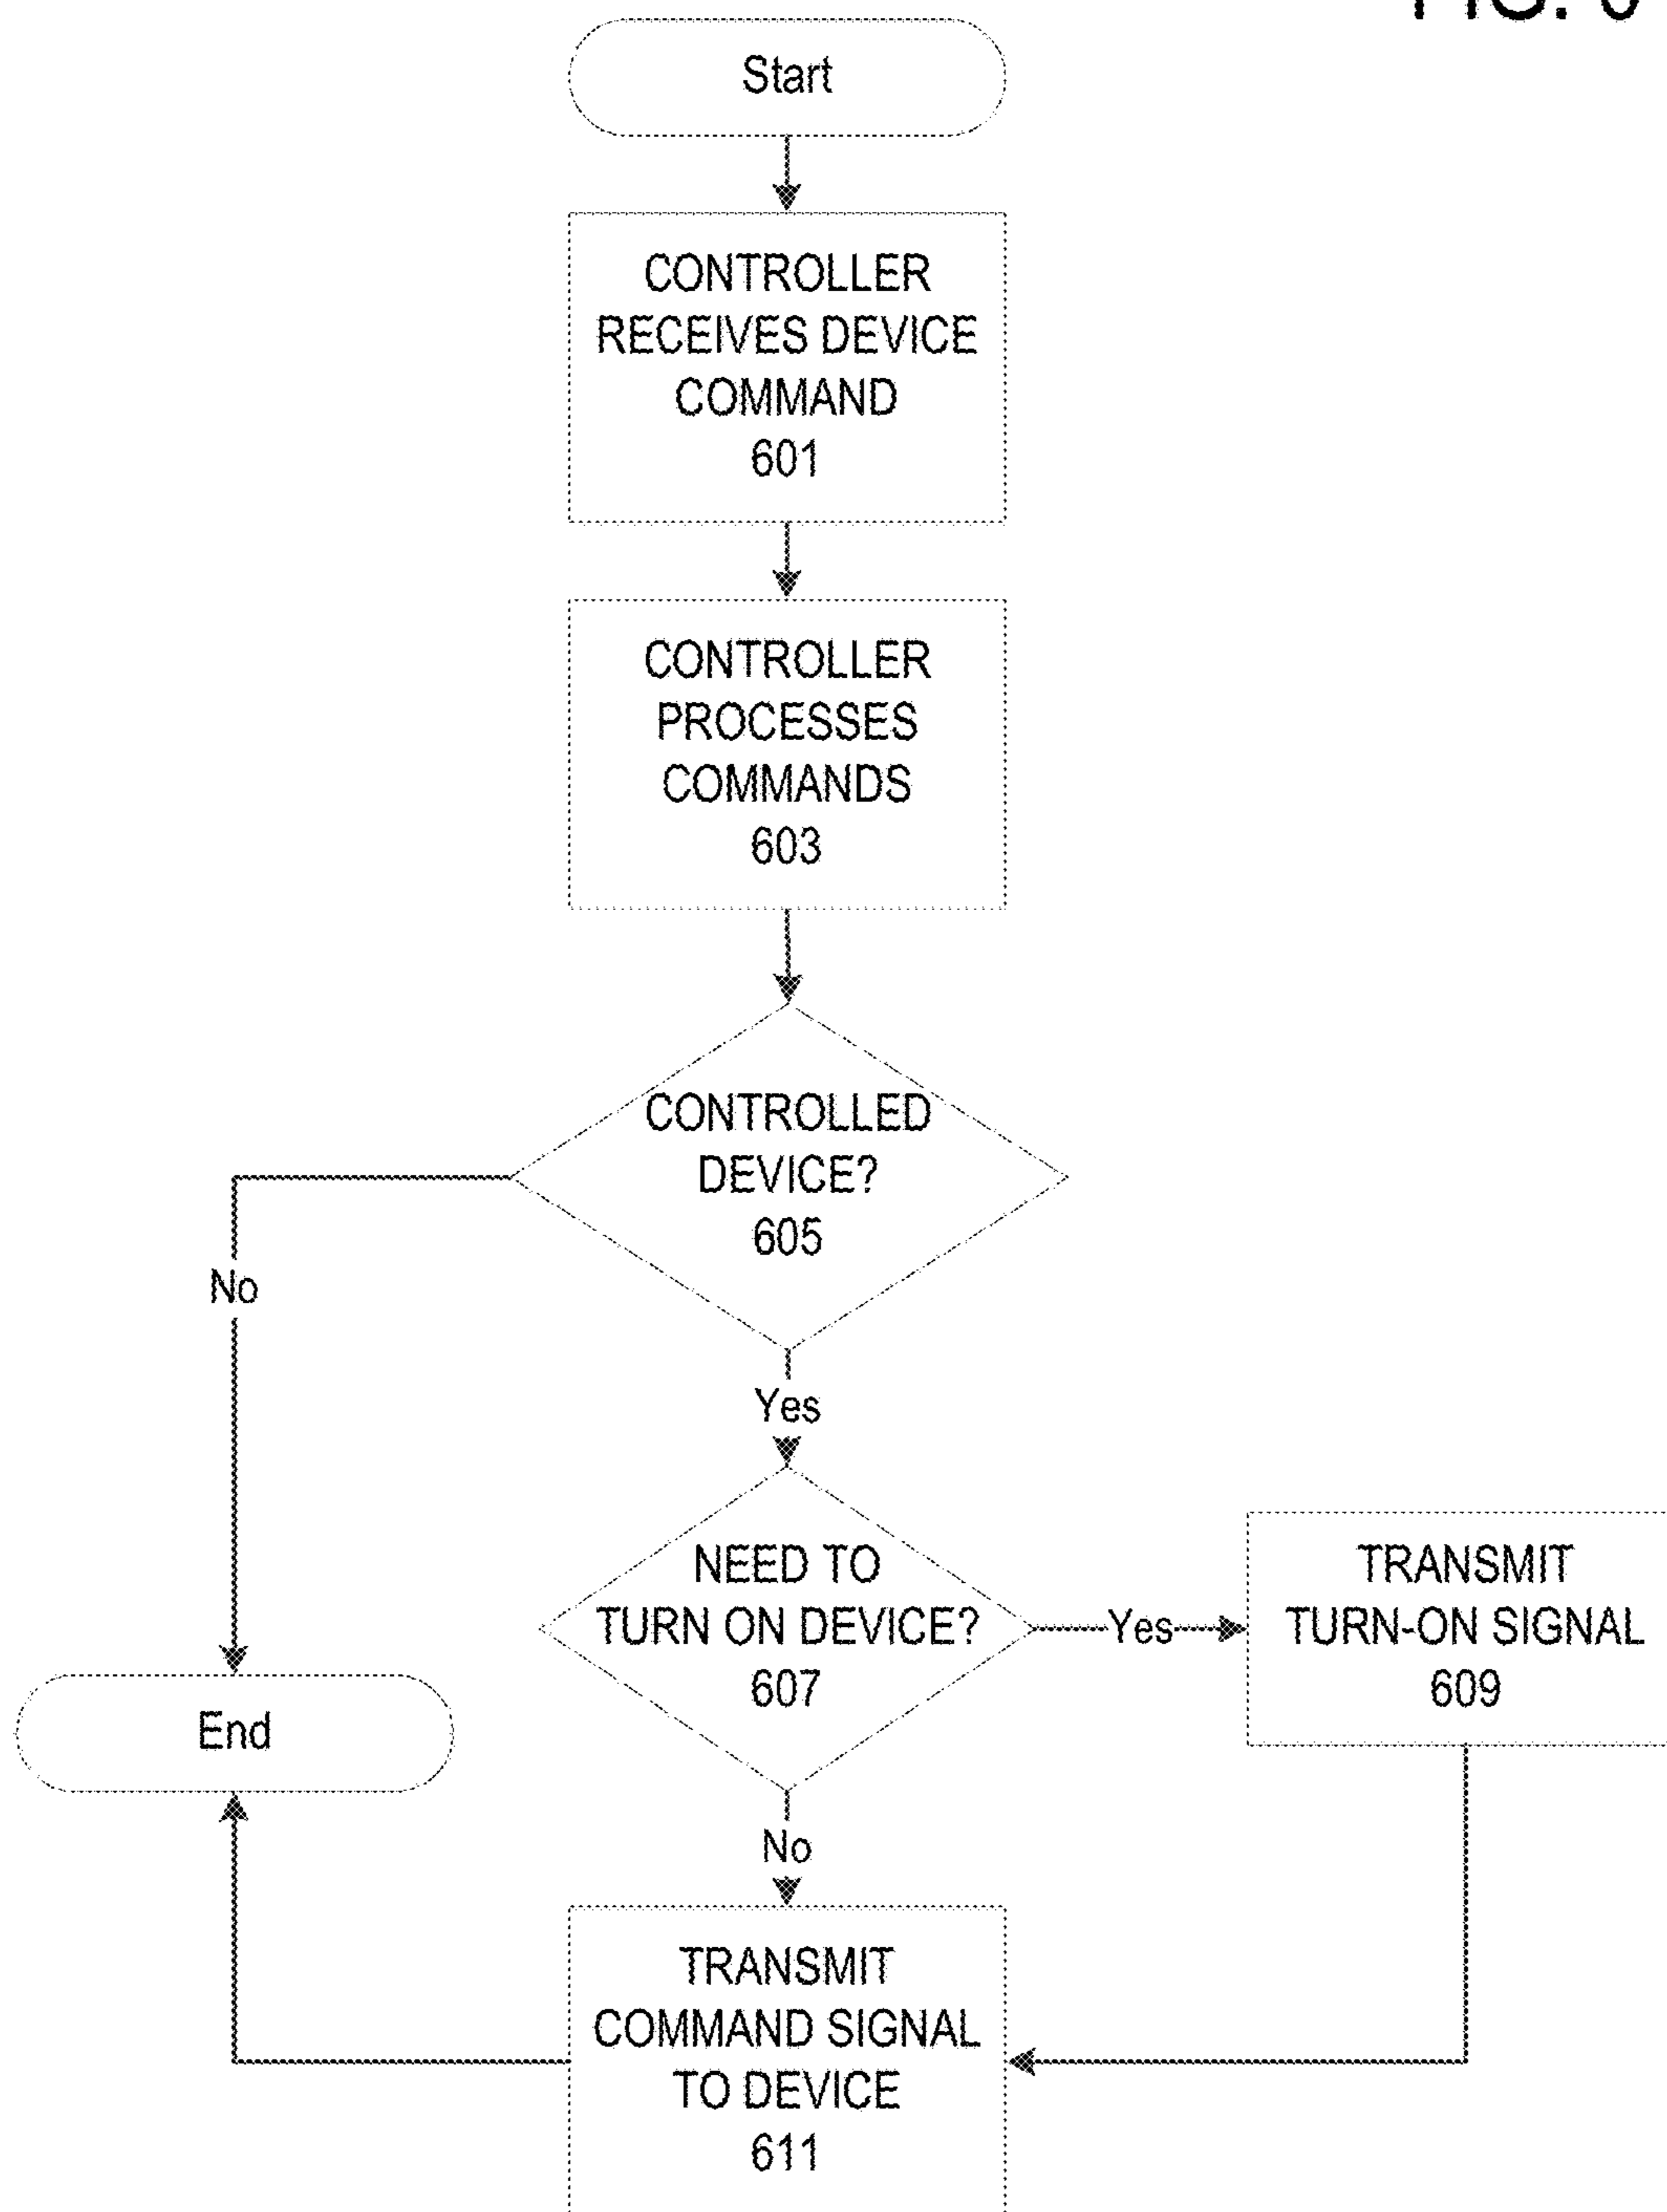 Start
CONTROLLER
RECEIVES DEVICE
COMMAND
601
CONTROLLER
PROCESSES
COMMANDS
603
CONTROLLED
DEVICE?
605
No
Yes
NEED TO
TURN ON DEVICE?
607
Yes
TRANSMIT
TURN-ON SIGNAL
609
End
No
TRANSMIT
COMMAND SIGNAL
TO DEVICE
611